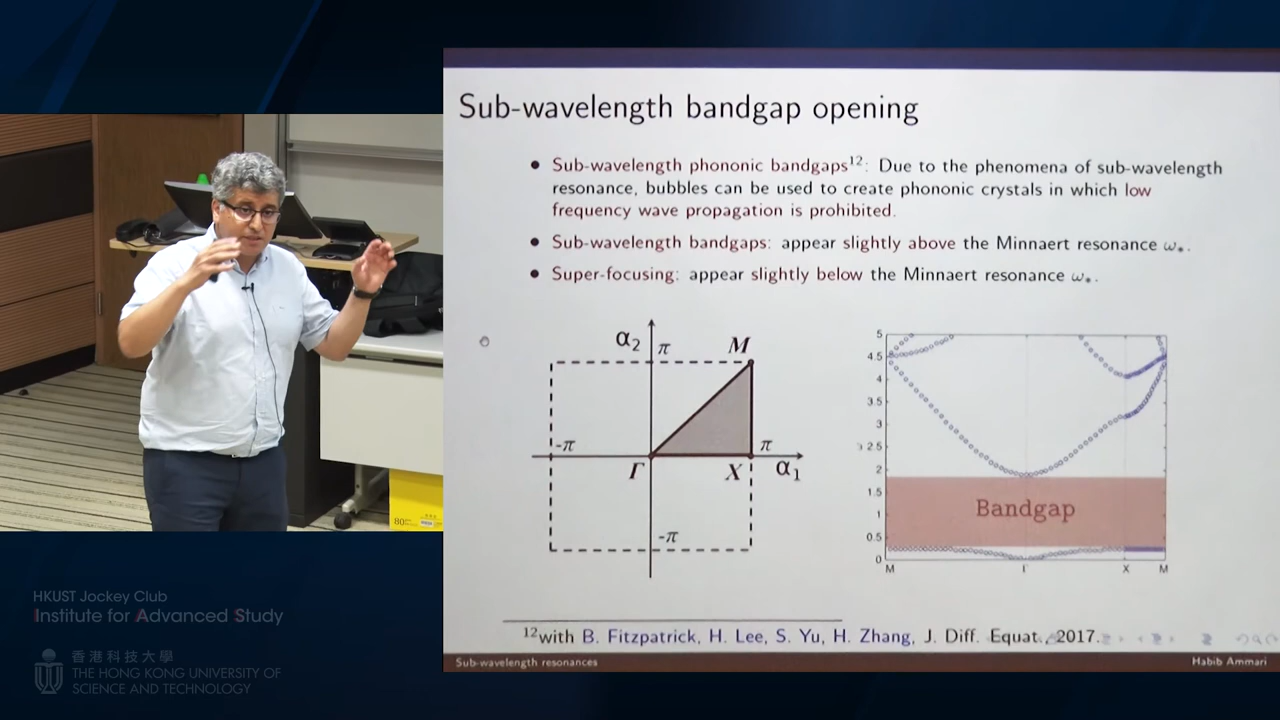 Sub-wavelength bandgap opening
Sub-wavelength phononic bandgaps¹²: Due to the phenomena of sub-wavelength
resonance, bubbles can be used to create phononic crystals in which low
frequency wave propagation is prohibited.
Sub-wavelength bandgaps: appear slightly above the Minnaert resonance ω*.
Super-focusing: appear slightly below the Minnaert resonance ω*.
α₂ π M
-π π
Γ X α₁
-π
5
4.5
4
3.5
3
2.5
2
1.5
1
0.5
0
Bandgap
M Γ X M
¹²with B. Fitzpatrick, H. Lee, S. Yu, H. Zhang, J. Diff. Equat., 2017.
Sub-wavelength resonances Habib Ammari
80
HKUST Jockey Club
Institute for Advanced Study
香港科技大學
THE HONG KONG UNIVERSITY OF
SCIENCE AND TECHNOLOGY